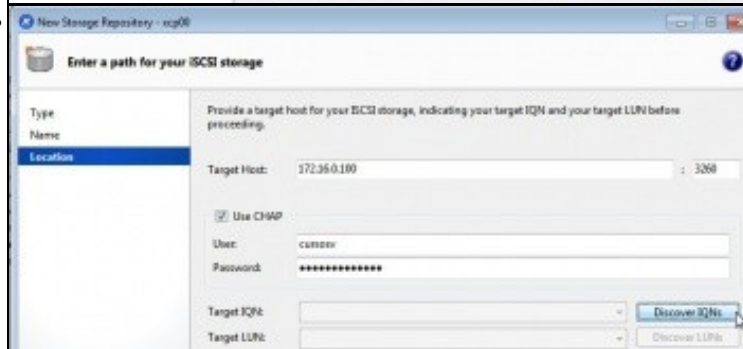 New Storage Repository - xcp00
Enter a path for your iSCSI storage
Type
Name
Location
Provide a target host for your iSCSI storage, indicating your target IQN and your target LUN before
proceeding.
Target Host: 172.16.0.100 : 3260
Use CHAP
User:
Password: •••••••••••••
Target IQN: Discover IQNs
Target LUN: Discover LUNs